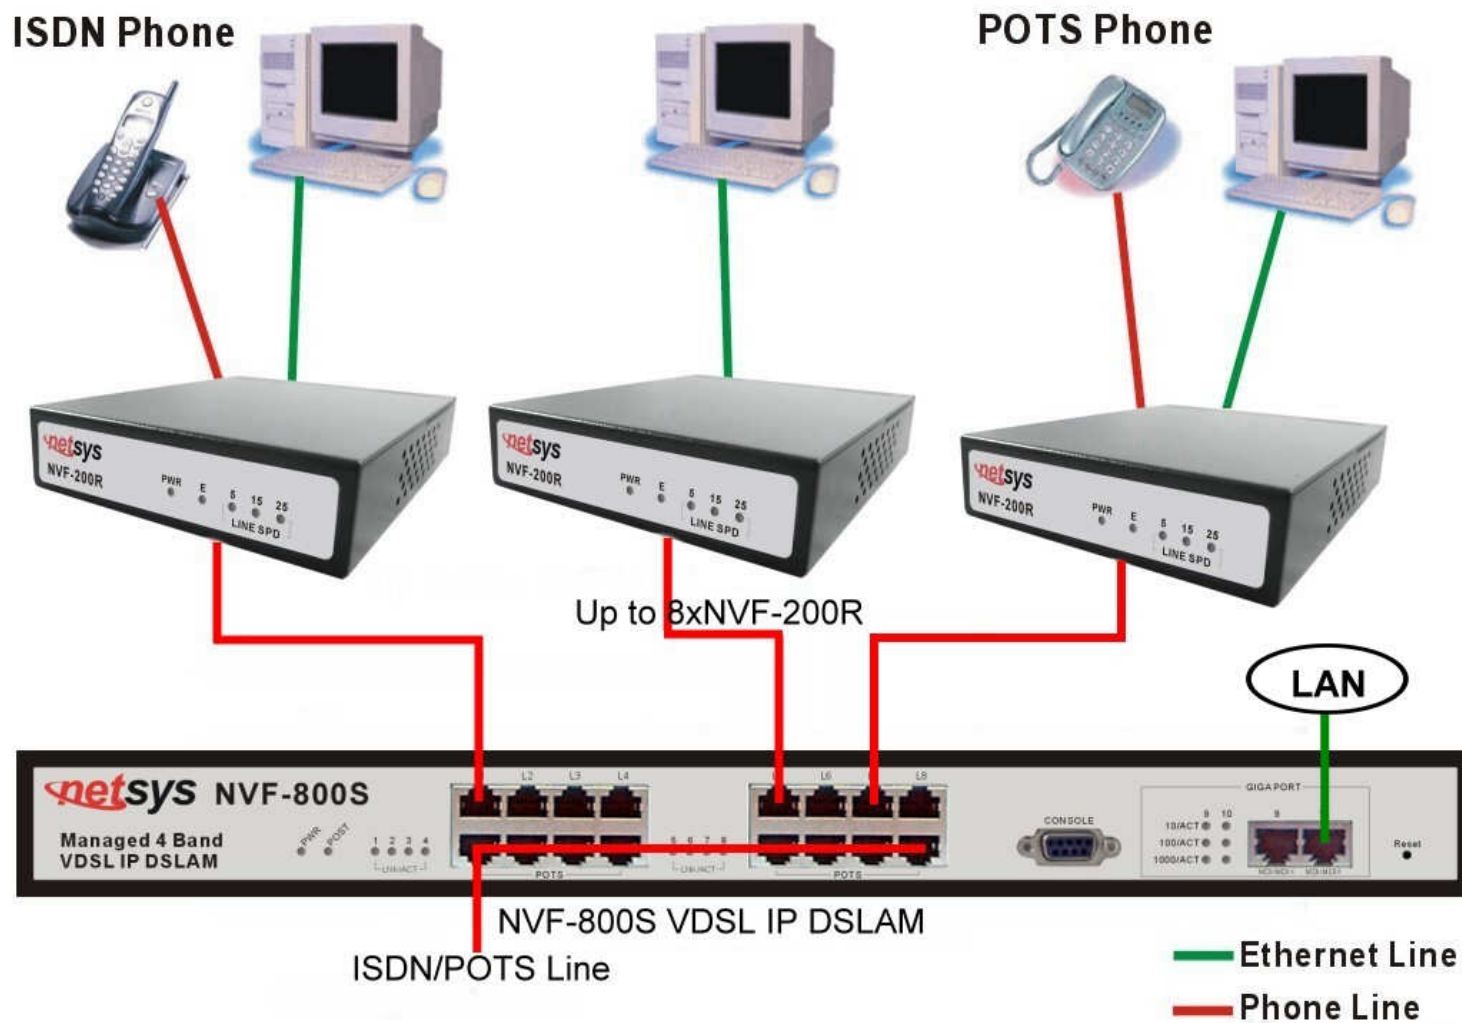 ISDN Phone
POTS Phone
netsys
NVF-200R
PWR E 5 15 25
LINE SPD
netsys
NVF-200R
PWR E 5 15 25
LINE SPD
netsys
NVF-200R
PWR E 5 15 25
LINE SPD
Up to 8xNVF-200R
LAN
netsys NVF-800S
Managed 4 Band
VDSL IP DSLAM
PWR POST
1 2 3 4
LINK/ACT
L2 L3 L4
POTS
5 6 7 8
LINK/ACT
L6 L8
POTS
CONSOLE
GIGA PORT
9 10
10/ACT
100/ACT
1000/ACT
9
Reset
NVF-800S VDSL IP DSLAM
ISDN/POTS Line
Ethernet Line
Phone Line